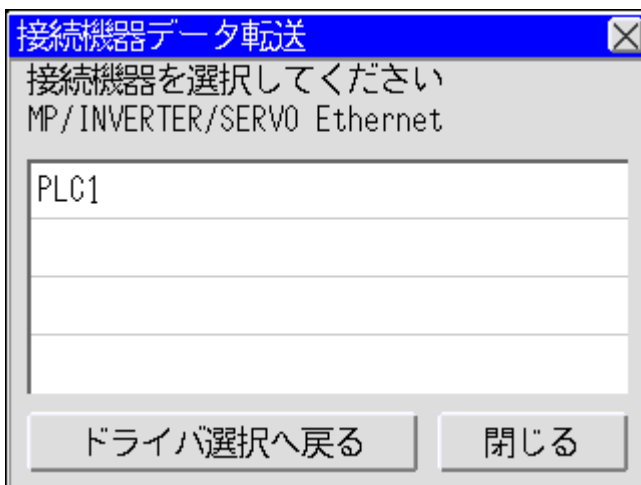 接続機器データ転送
接続機器を選択してください
MP/INVERTER/SERVO Ethernet
PLC1
ドライバ選択へ戻る
閉じる